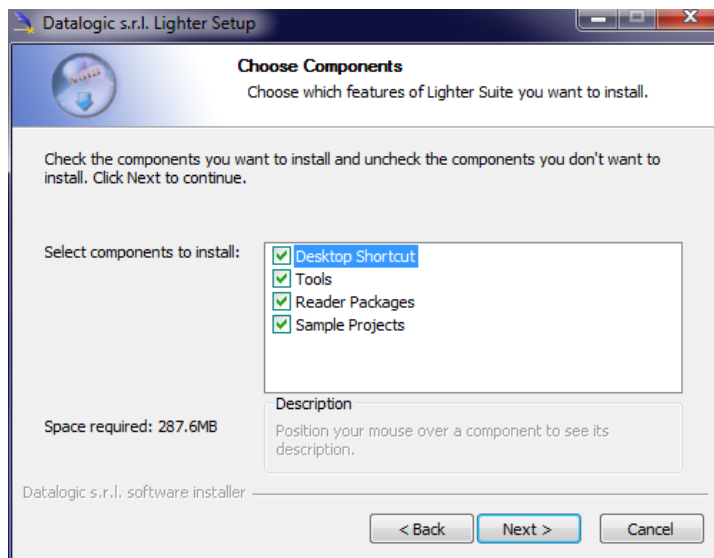 Datalogic s.r.l. Lighter Setup
Choose Components
Choose which features of Lighter Suite you want to install.
Check the components you want to install and uncheck the components you don't want to
install. Click Next to continue.
Select components to install:
Desktop Shortcut
Tools
Reader Packages
Sample Projects
Space required: 287.6MB
Description
Position your mouse over a component to see its
description.
Datalogic s.r.l. software installer
< Back
Next >
Cancel